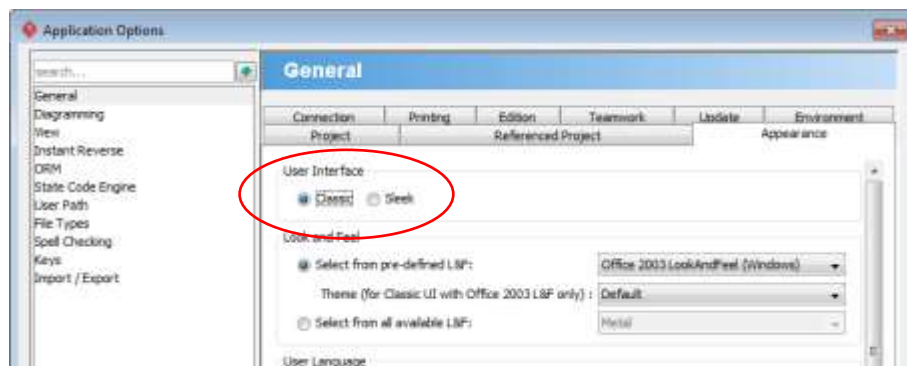 Application Options
search...
General
General
Diagramming
View
Instant Reverse
ORM
State Code Engine
User Path
File Types
Spell Checking
Keys
Import / Export
Connection Printing Edition Teamwork Update Environment
Project Referenced Project Appearance
User Interface
Classic Sleek
Look and Feel
Select from pre-defined L&F: Office 2003 LookAndFeel (Windows)
Theme (for Classic UI with Office 2003 L&F only) : Default
Select from all available L&F: Metal
User Language